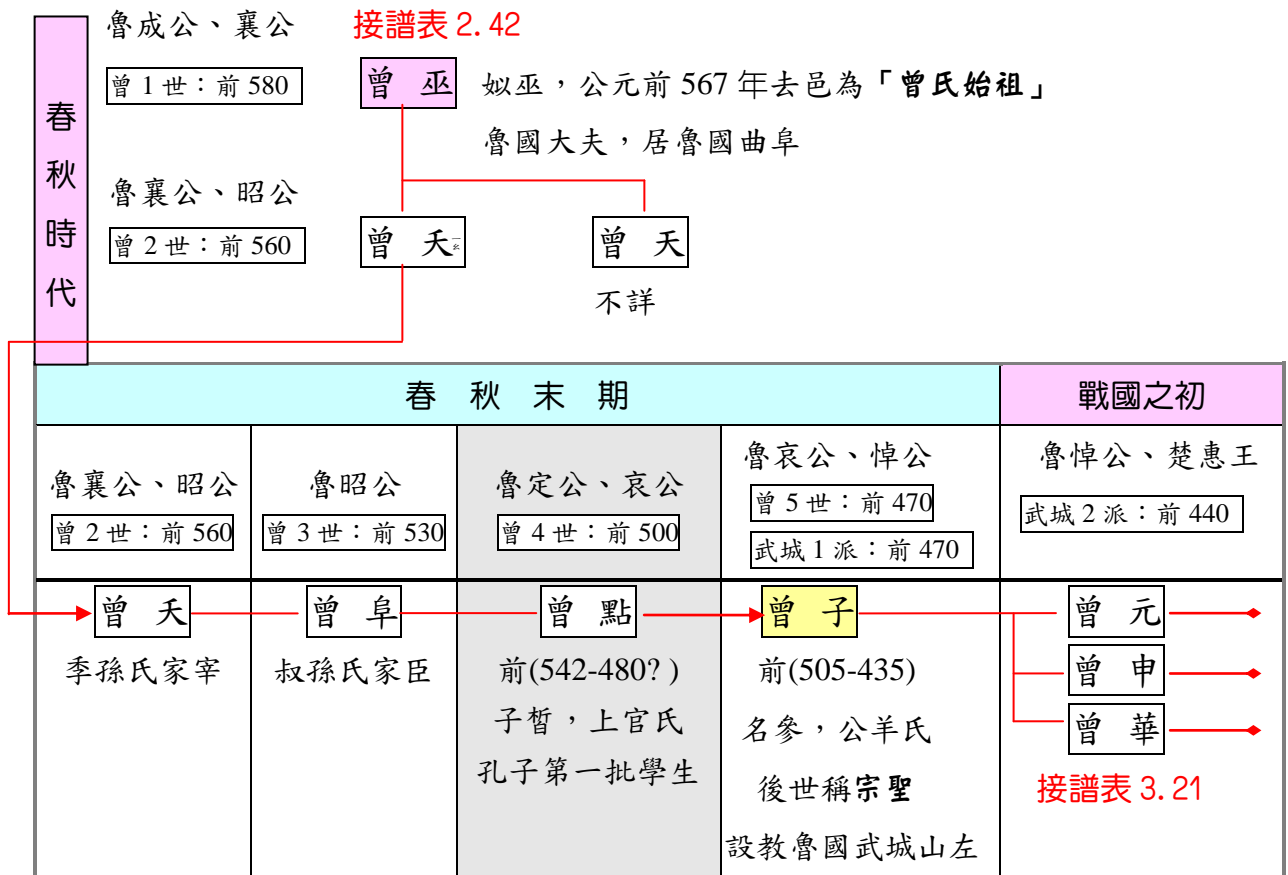 春秋時代
魯成公、襄公
接譜表 2.42
曾 1 世：前 580
曾 巫
姒巫，公元前 567 年去邑為「曾氏始祖」
魯國大夫，居魯國曲阜
魯襄公、昭公
曾 2 世：前 560
曾 夭ㄧㄠ
曾 天
不詳
春 秋 末 期
戰國之初
魯襄公、昭公
曾 2 世：前 560
魯昭公
曾 3 世：前 530
魯定公、哀公
曾 4 世：前 500
魯哀公、悼公
曾 5 世：前 470
武城 1 派：前 470
魯悼公、楚惠王
武城 2 派：前 440
曾 夭
季孫氏家宰
曾 阜
叔孫氏家臣
曾 點
前(542-480?)
子皙，上官氏
孔子第一批學生
曾 子
前(505-435)
名參，公羊氏
後世稱宗聖
設教魯國武城山左
曾 元
曾 申
曾 華
接譜表 3.21